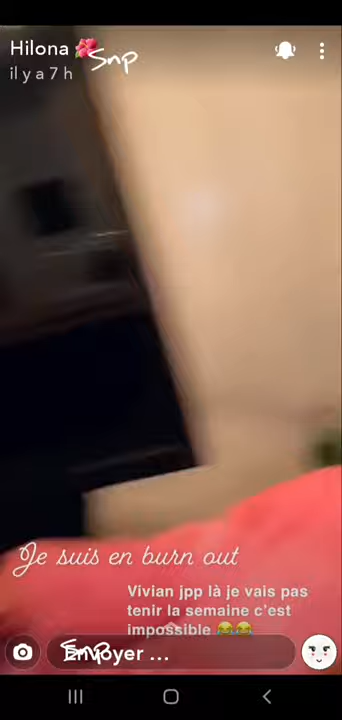 Hilona 🌺
Snp
il y a 7 h
Je suis en burn out
Vivian jpp là je vais pas
tenir la semaine c'est
impossible 😂😂
Snp
Envoyer ...